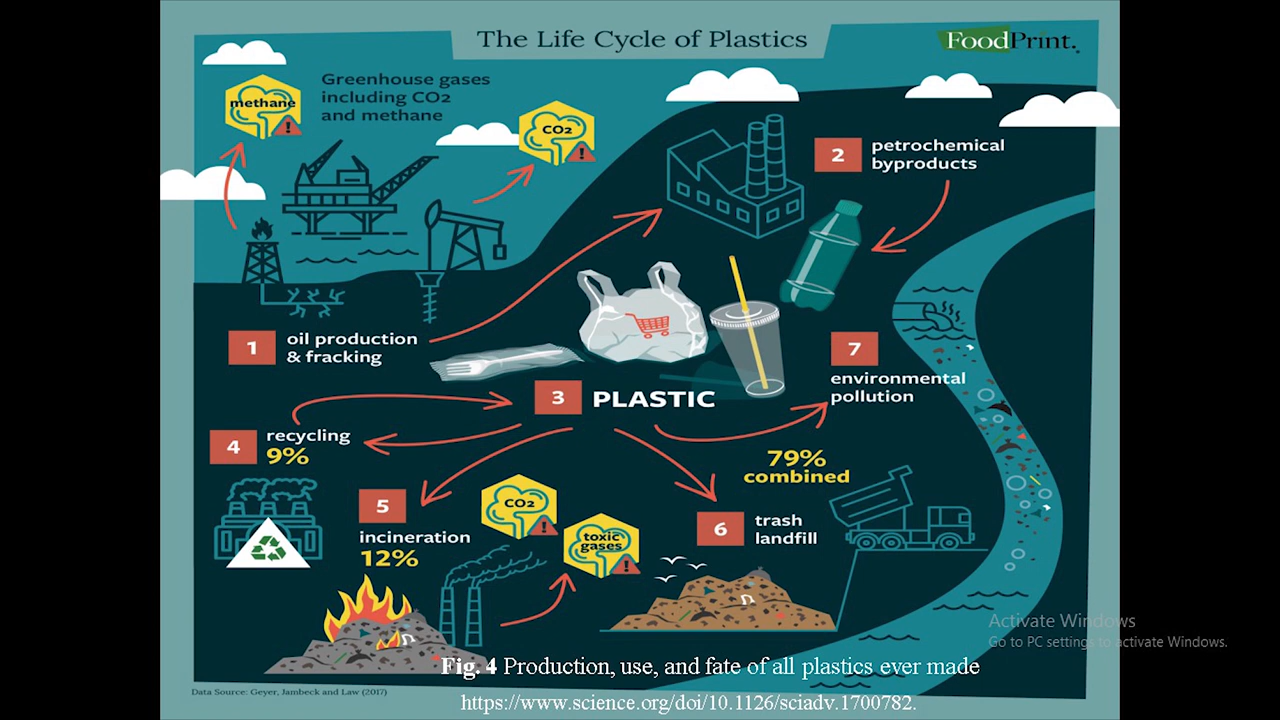 The Life Cycle of Plastics
FoodPrint.
Greenhouse gases
including CO2
and methane
methane
CO2
2
petrochemical
byproducts
1
oil production
& fracking
3 PLASTIC
7
environmental
pollution
4
recycling
9%
79%
combined
5
incineration
12%
CO2
toxic
gases
6
trash
landfill
Activate Windows
Go to PC settings to activate Windows.
Fig. 4 Production, use, and fate of all plastics ever made
Data Source: Geyer, Jambeck and Law (2017)
https://www.science.org/doi/10.1126/sciadv.1700782.